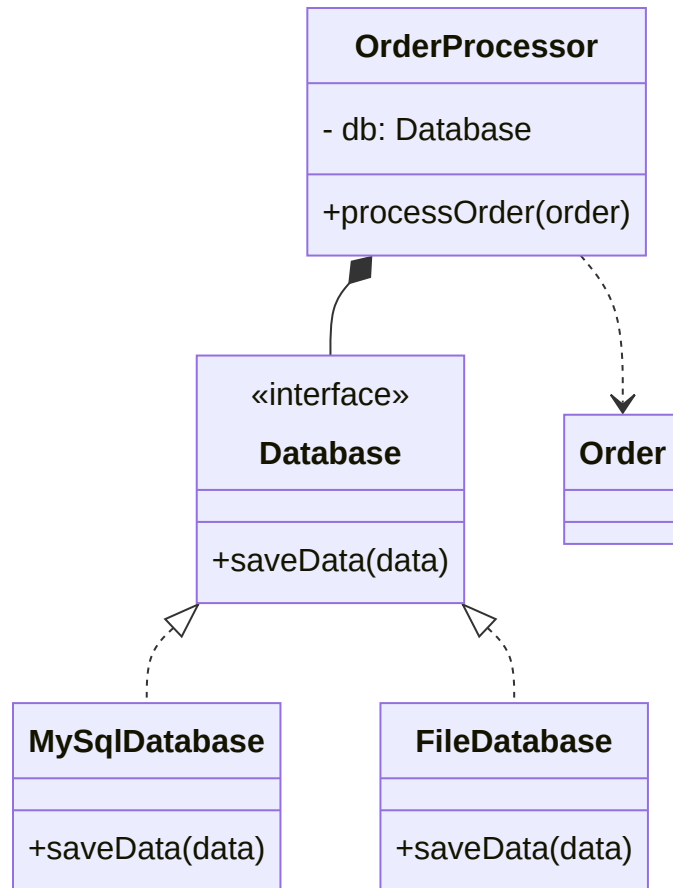 OrderProcessor
- db: Database
+processOrder(order)
«interface»
Database
+saveData(data)
Order
MySqlDatabase
+saveData(data)
FileDatabase
+saveData(data)